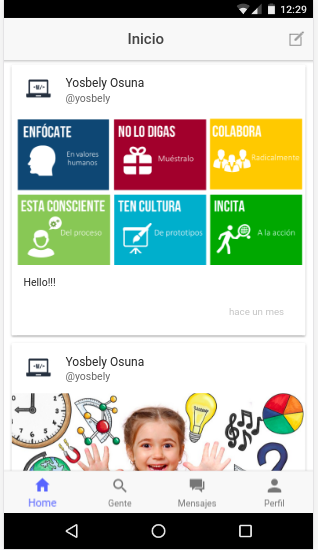 12:29
Inicio
Yosbely Osuna
@yosbely
ENFÓCATE
En valores
humanos
NO LO DIGAS
Muéstralo
COLABORA
Radicalmente
ESTA CONSCIENTE
Del proceso
TEN CULTURA
De prototipos
INCITA
A la acción
Hello!!!
hace un mes
Yosbely Osuna
@yosbely
Home
Gente
Mensajes
Perfil